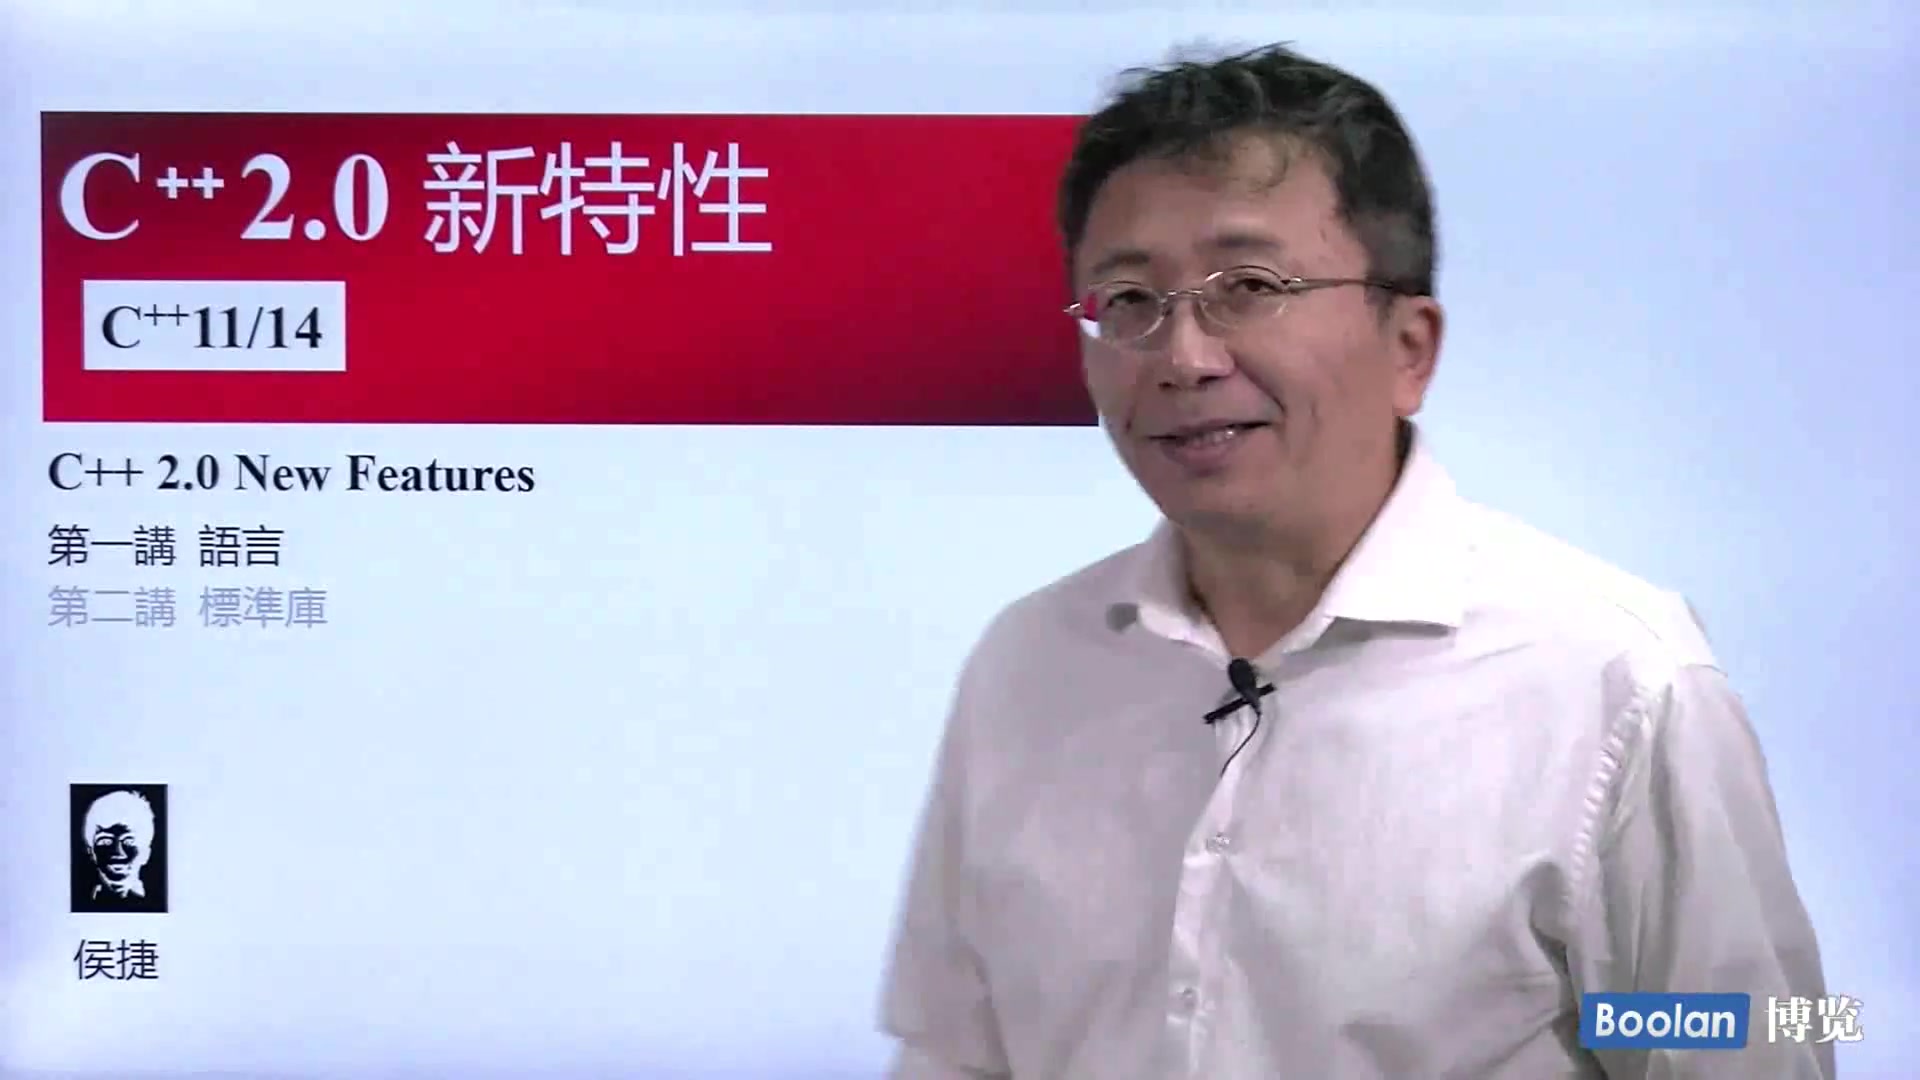 C++ 2.0 新特性
C++11/14
C++ 2.0 New Features
第一講 語言
第二講 標準庫
侯捷
Boolan 博览